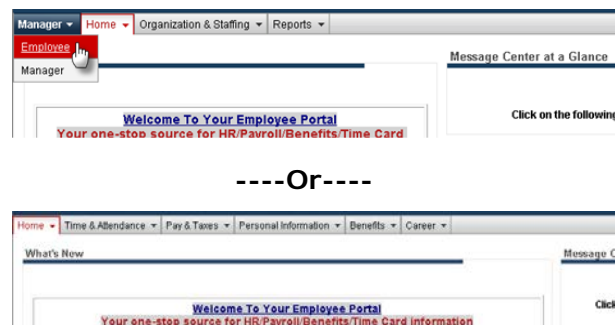 Manager Home Organization & Staffing Reports
Employee
Manager
Message Center at a Glance
Click on the following
Welcome To Your Employee Portal
Your one-stop source for HR/Payroll/Benefits/Time Card
----Or----
Home Time & Attendance Pay & Taxes Personal Information Benefits Career
What's New
Message C
Welcome To Your Employee Portal
Click
Your one-stop source for HR/Payroll/Benefits/Time Card information